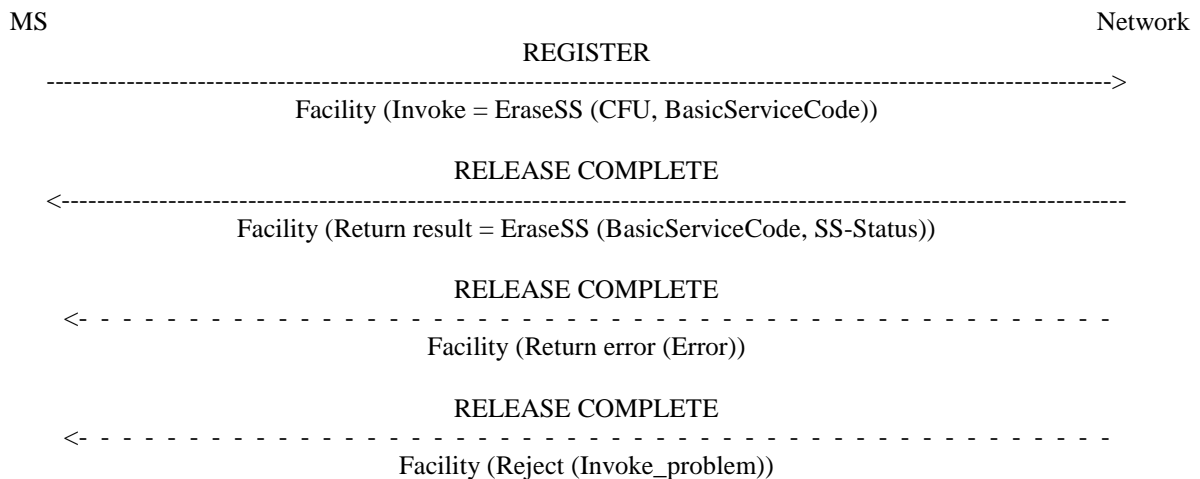 MS Network
REGISTER
Facility (Invoke = EraseSS (CFU, BasicServiceCode))
RELEASE COMPLETE
Facility (Return result = EraseSS (BasicServiceCode, SS-Status))
RELEASE COMPLETE
Facility (Return error (Error))
RELEASE COMPLETE
Facility (Reject (Invoke_problem))